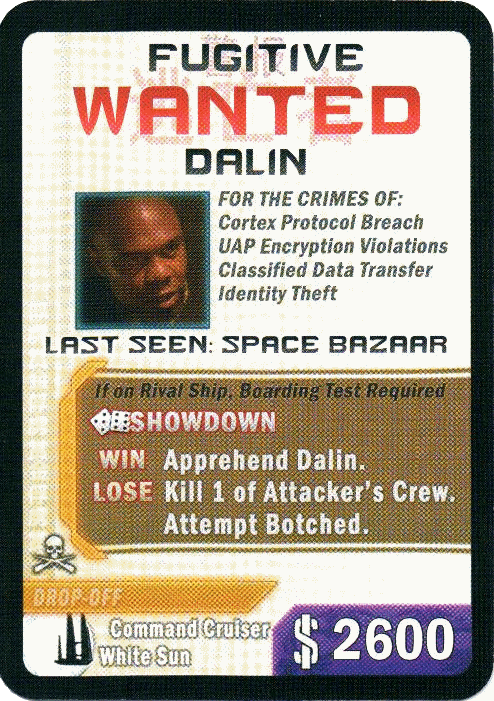 FUGITIVE
WANTED
DALIN
FOR THE CRIMES OF:
Cortex Protocol Breach
UAP Encryption Violations
Classified Data Transfer
Identity Theft
LAST SEEN: SPACE BAZAAR
If on Rival Ship, Boarding Test Required
SHOWDOWN
WIN Apprehend Dalin.
LOSE Kill 1 of Attacker's Crew.
Attempt Botched.
DROP-OFF
Command Cruiser
White Sun
$ 2600